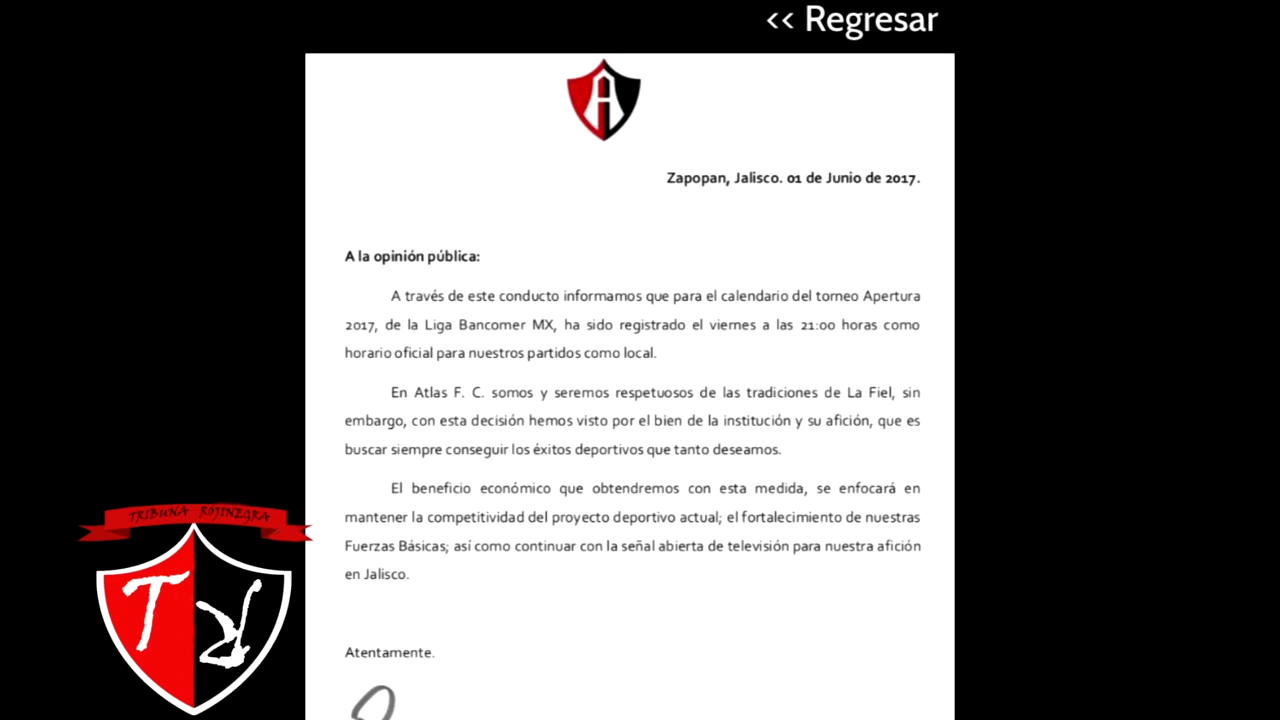 << Regresar
A
Zapopan, Jalisco. 01 de Junio de 2017.
A la opinión pública:
A través de este conducto informamos que para el calendario del torneo Apertura
2017, de la Liga Bancomer MX, ha sido registrado el viernes a las 21:00 horas como
horario oficial para nuestros partidos como local.
En Atlas F. C. somos y seremos respetuosos de las tradiciones de La Fiel, sin
embargo, con esta decisión hemos visto por el bien de la institución y su afición, que es
buscar siempre conseguir los éxitos deportivos que tanto deseamos.
El beneficio económico que obtendremos con esta medida, se enfocará en
mantener la competitividad del proyecto deportivo actual; el fortalecimiento de nuestras
Fuerzas Básicas; así como continuar con la señal abierta de televisión para nuestra afición
en Jalisco.
Atentamente.
TRIBUNA ROJINEGRA
TR